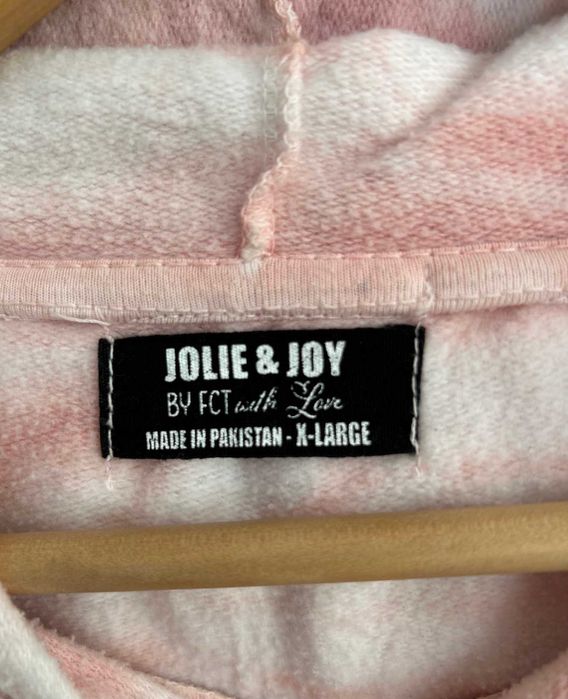 JOLIE & JOY
BY FCT with Love
MADE IN PAKISTAN - X-LARGE